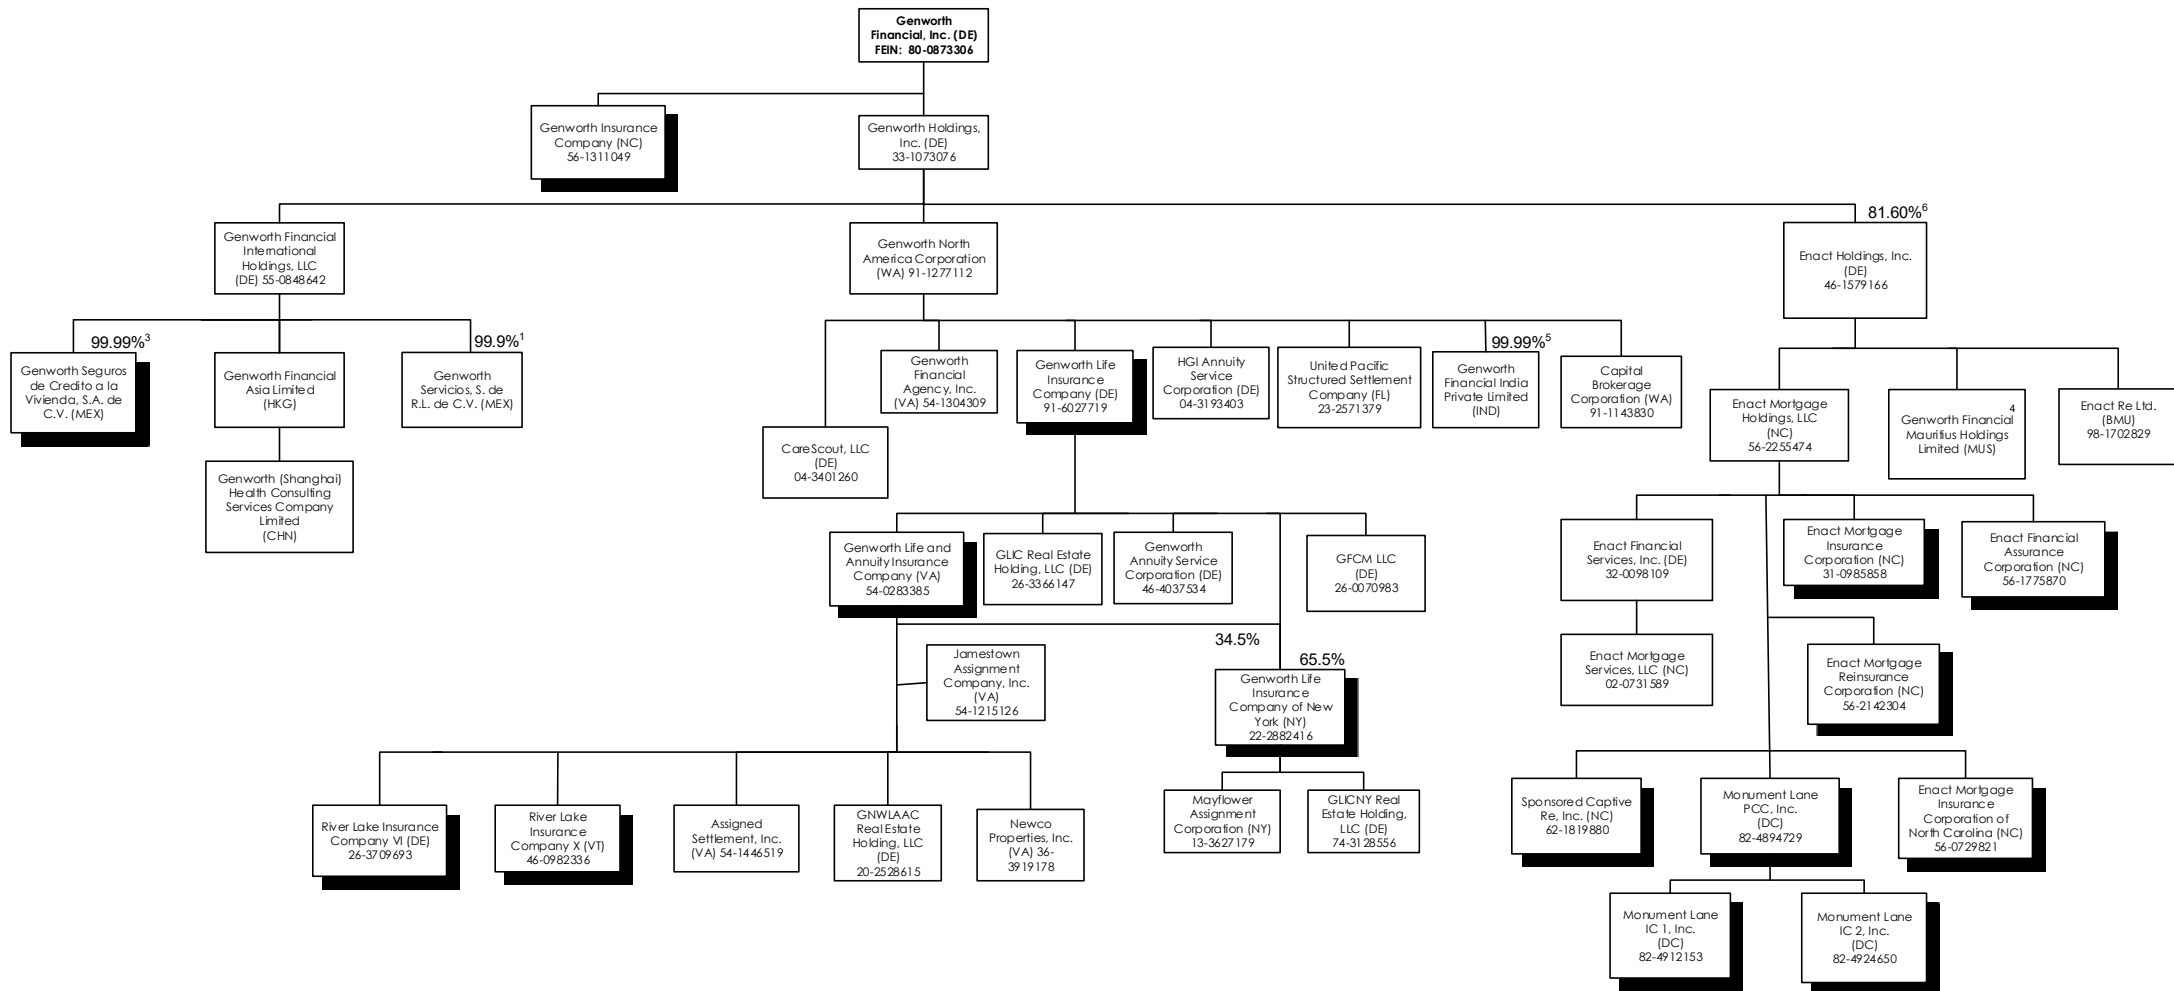 Genworth
Financial, Inc. (DE)
FEIN: 80-0873306
Genworth Insurance
Company (NC)
56-1311049
Genworth Holdings,
Inc. (DE)
33-1073076
Genworth Financial
International
Holdings, LLC
(DE) 55-0848642
Genworth North
America Corporation
(WA) 91-1277112
81.60%6
Enact Holdings, Inc.
(DE)
46-1579166
99.99%3
Genworth Seguros
de Credito a la
Vivienda, S.A. de
C.V. (MEX)
Genworth Financial
Asia Limited
(HKG)
99.9%1
Genworth
Servicios, S. de
R.L. de C.V. (MEX)
Genworth (Shanghai)
Health Consulting
Services Company
Limited
(CHN)
CareScout, LLC
(DE)
04-3401260
Genworth
Financial
Agency, Inc.
(VA) 54-1304309
Genworth Life
Insurance
Company (DE)
91-6027719
HGI Annuity
Service
Corporation (DE)
04-3193403
United Pacific
Structured Settlement
Company (FL)
23-2571379
99.99%5
Genworth
Financial India
Private Limited
(IND)
Capital
Brokerage
Corporation (WA)
91-1143830
Enact Mortgage
Holdings, LLC
(NC)
56-2255474
4
Genworth Financial
Mauritius Holdings
Limited (MUS)
Enact Re Ltd.
(BMU)
98-1702829
Genworth Life and
Annuity Insurance
Company (VA)
54-0283385
GLIC Real Estate
Holding, LLC (DE)
26-3366147
Genworth
Annuity Service
Corporation (DE)
46-4037534
GFCM LLC
(DE)
26-0070983
Enact Financial
Services, Inc. (DE)
32-0098109
Enact Mortgage
Insurance
Corporation (NC)
31-0985858
Enact Financial
Assurance
Corporation (NC)
56-1775870
34.5%
65.5%
Jamestown
Assignment
Company, Inc.
(VA)
54-1215126
Genworth Life
Insurance
Company of New
York (NY)
22-2882416
Enact Mortgage
Services, LLC (NC)
02-0731589
Enact Mortgage
Reinsurance
Corporation (NC)
56-2142304
River Lake Insurance
Company VI (DE)
26-3709693
River Lake
Insurance
Company X (VT)
46-0982336
Assigned
Settlement, Inc.
(VA) 54-1446519
GNWLAAC
Real Estate
Holding, LLC
(DE)
20-2528615
Newco
Properties, Inc.
(VA) 36-
3919178
Mayflower
Assignment
Corporation (NY)
13-3627179
GLICNY Real
Estate Holding,
LLC (DE)
74-3128556
Sponsored Captive
Re, Inc. (NC)
62-1819880
Monument Lane
PCC, Inc.
(DC)
82-4894729
Enact Mortgage
Insurance
Corporation of
North Carolina (NC)
56-0729821
Monument Lane
IC 1, Inc.
(DC)
82-4912153
Monument Lane
IC 2, Inc.
(DC)
82-4924650